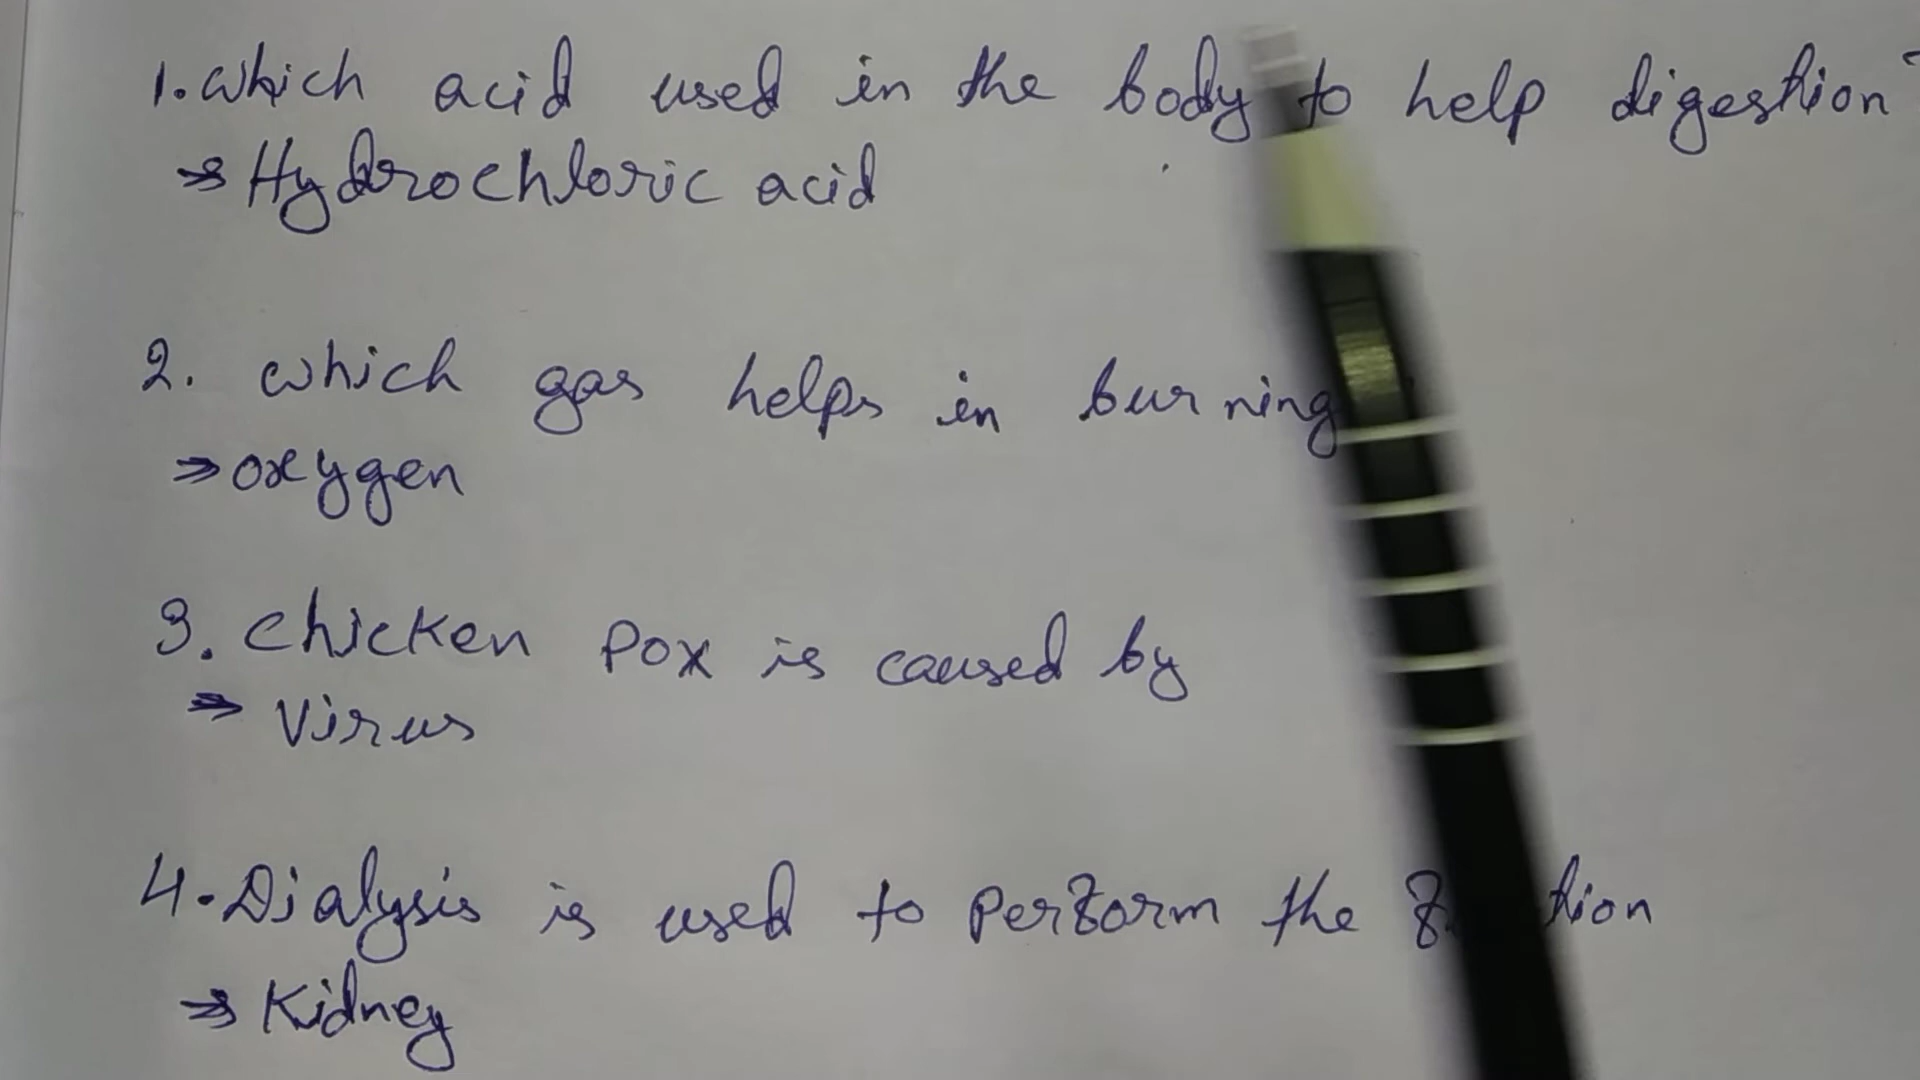 1. Which acid used in the body to help digestion?
⇒ Hydrochloric acid
2. which gas helps in burning
⇒ oxygen
3. chicken Pox is caused by
⇒ Virus
4. Dialysis is used to Perform the
⇒ Kidney